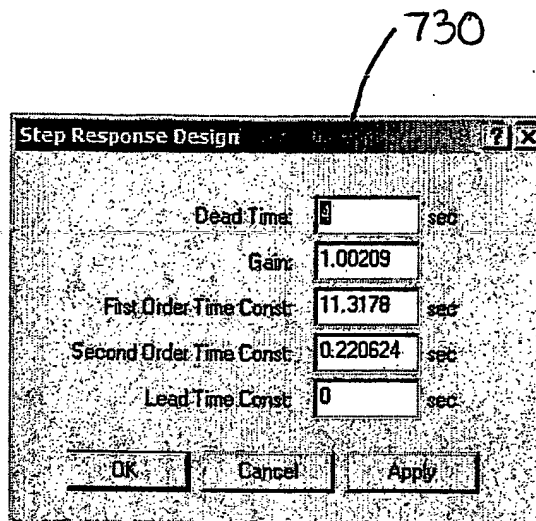 730
Step Response Design ? X
Dead Time: sec
Gain: 1.00209
First Order Time Const: 11.3178 sec
Second Order Time Const: 0.220624 sec
Lead Time Const: 0 sec
OK Cancel Apply